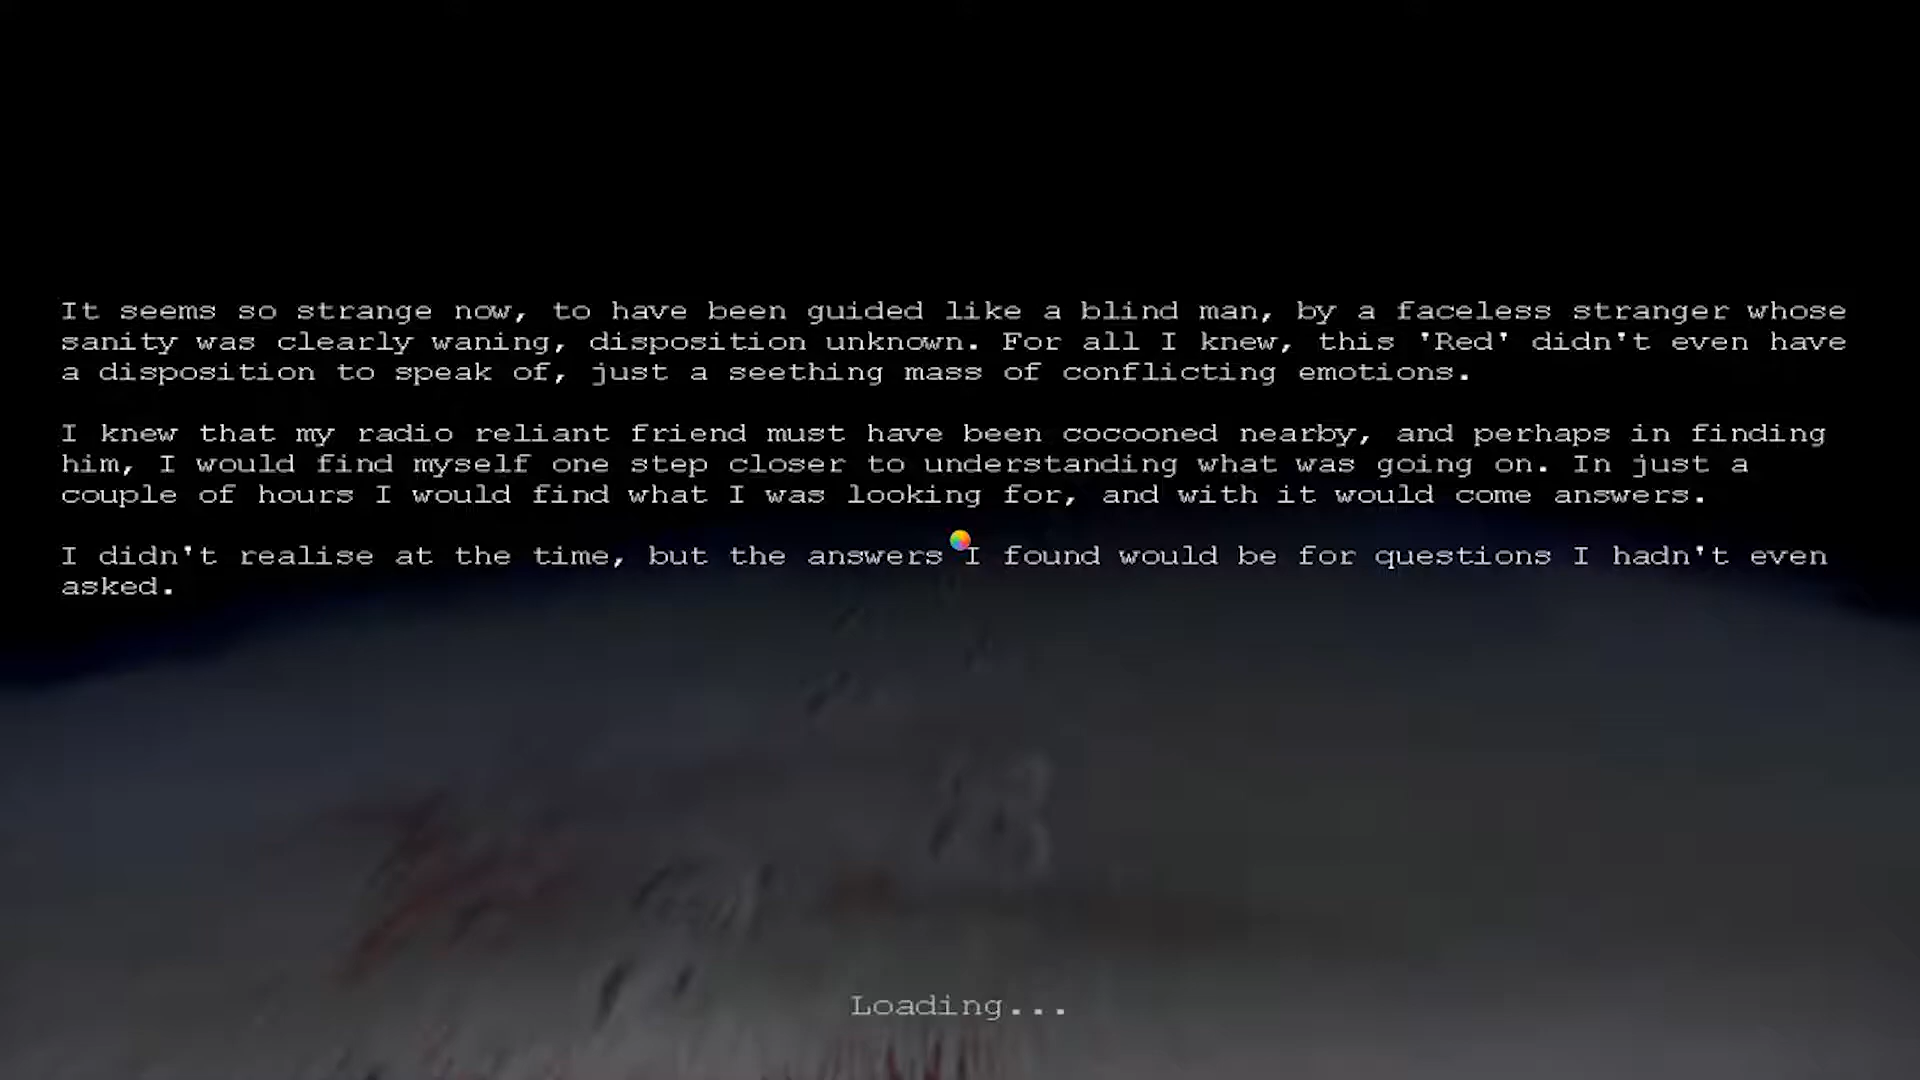 It seems so strange now, to have been guided like a blind man, by a faceless stranger whose
sanity was clearly waning, disposition unknown. For all I knew, this 'Red' didn't even have
a disposition to speak of, just a seething mass of conflicting emotions.
I knew that my radio reliant friend must have been cocooned nearby, and perhaps in finding
him, I would find myself one step closer to understanding what was going on. In just a
couple of hours I would find what I was looking for, and with it would come answers.
I didn't realise at the time, but the answers I found would be for questions I hadn't even
asked.
Loading...